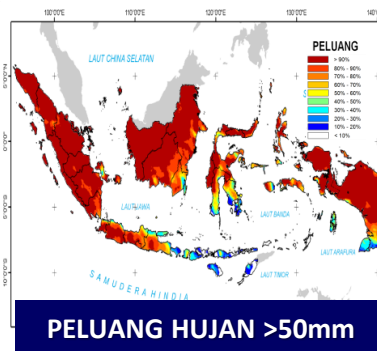 100°0'0"E 110°0'0"E 120°0'0"E 130°0'0"E
LAUT CHINA SELATAN
PELUANG
> 90%
80% - 90%
70% - 80%
60% - 70%
50% - 60%
40% - 50%
30% - 40%
20% - 30%
10% - 20%
< 10%
LAUT JAWA
LAUT BANDA
LAUT ARAFURA
LAUT TIMOR
SAMUDERA HINDIA
PELUANG HUJAN >50mm